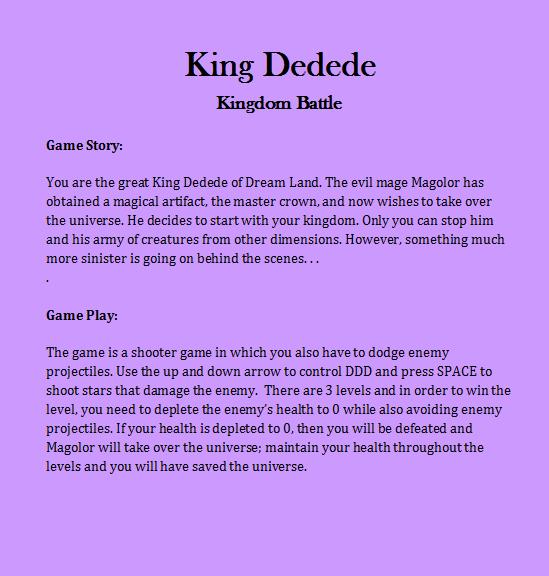 King Dedede
Kingdom Battle
Game Story:
You are the great King Dedede of Dream Land. The evil mage Magolor has
obtained a magical artifact, the master crown, and now wishes to take over
the universe. He decides to start with your kingdom. Only you can stop him
and his army of creatures from other dimensions. However, something much
more sinister is going on behind the scenes. . .
.
Game Play:
The game is a shooter game in which you also have to dodge enemy
projectiles. Use the up and down arrow to control DDD and press SPACE to
shoot stars that damage the enemy.  There are 3 levels and in order to win the
level, you need to deplete the enemy’s health to 0 while also avoiding enemy
projectiles. If your health is depleted to 0, then you will be defeated and
Magolor will take over the universe; maintain your health throughout the
levels and you will have saved the universe.